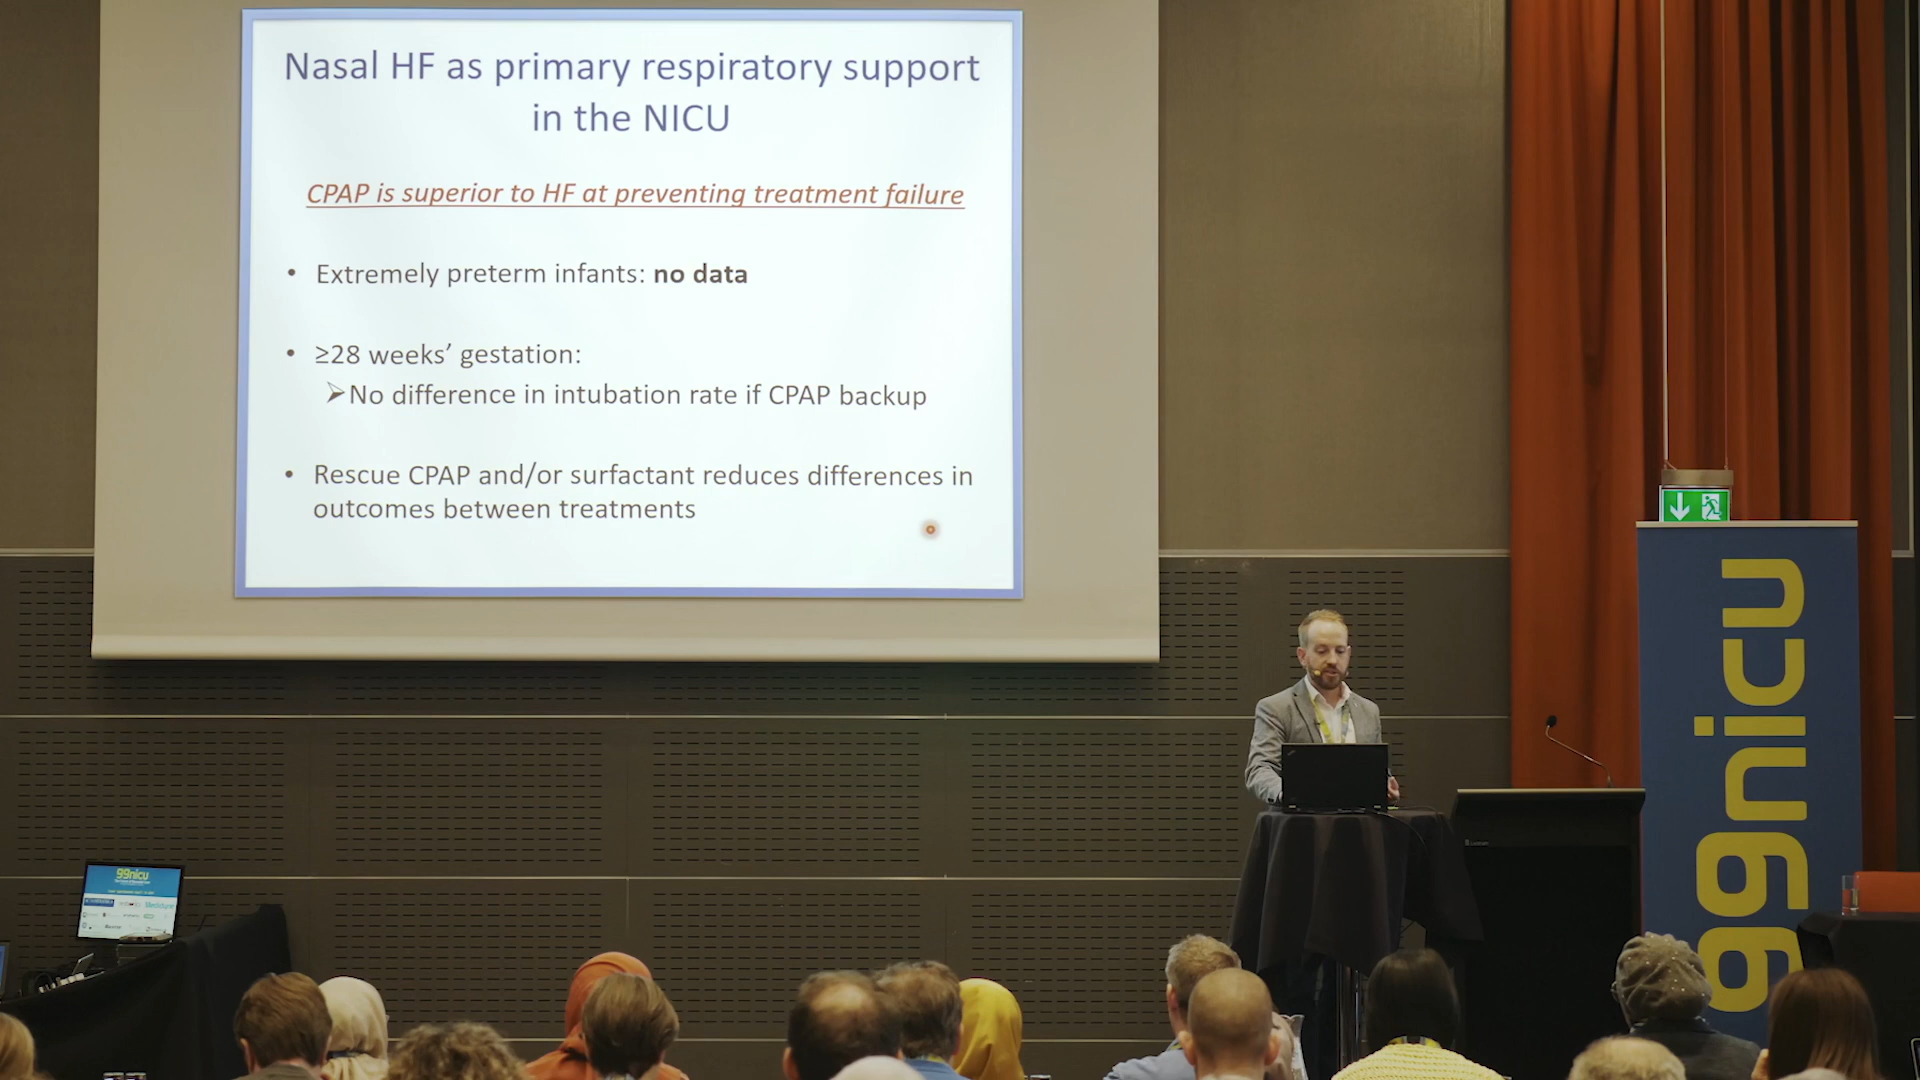 Nasal HF as primary respiratory support
in the NICU
CPAP is superior to HF at preventing treatment failure
• Extremely preterm infants: no data
• ≥28 weeks’ gestation:
➢No difference in intubation rate if CPAP backup
• Rescue CPAP and/or surfactant reduces differences in
outcomes between treatments
99nicu
99nicu